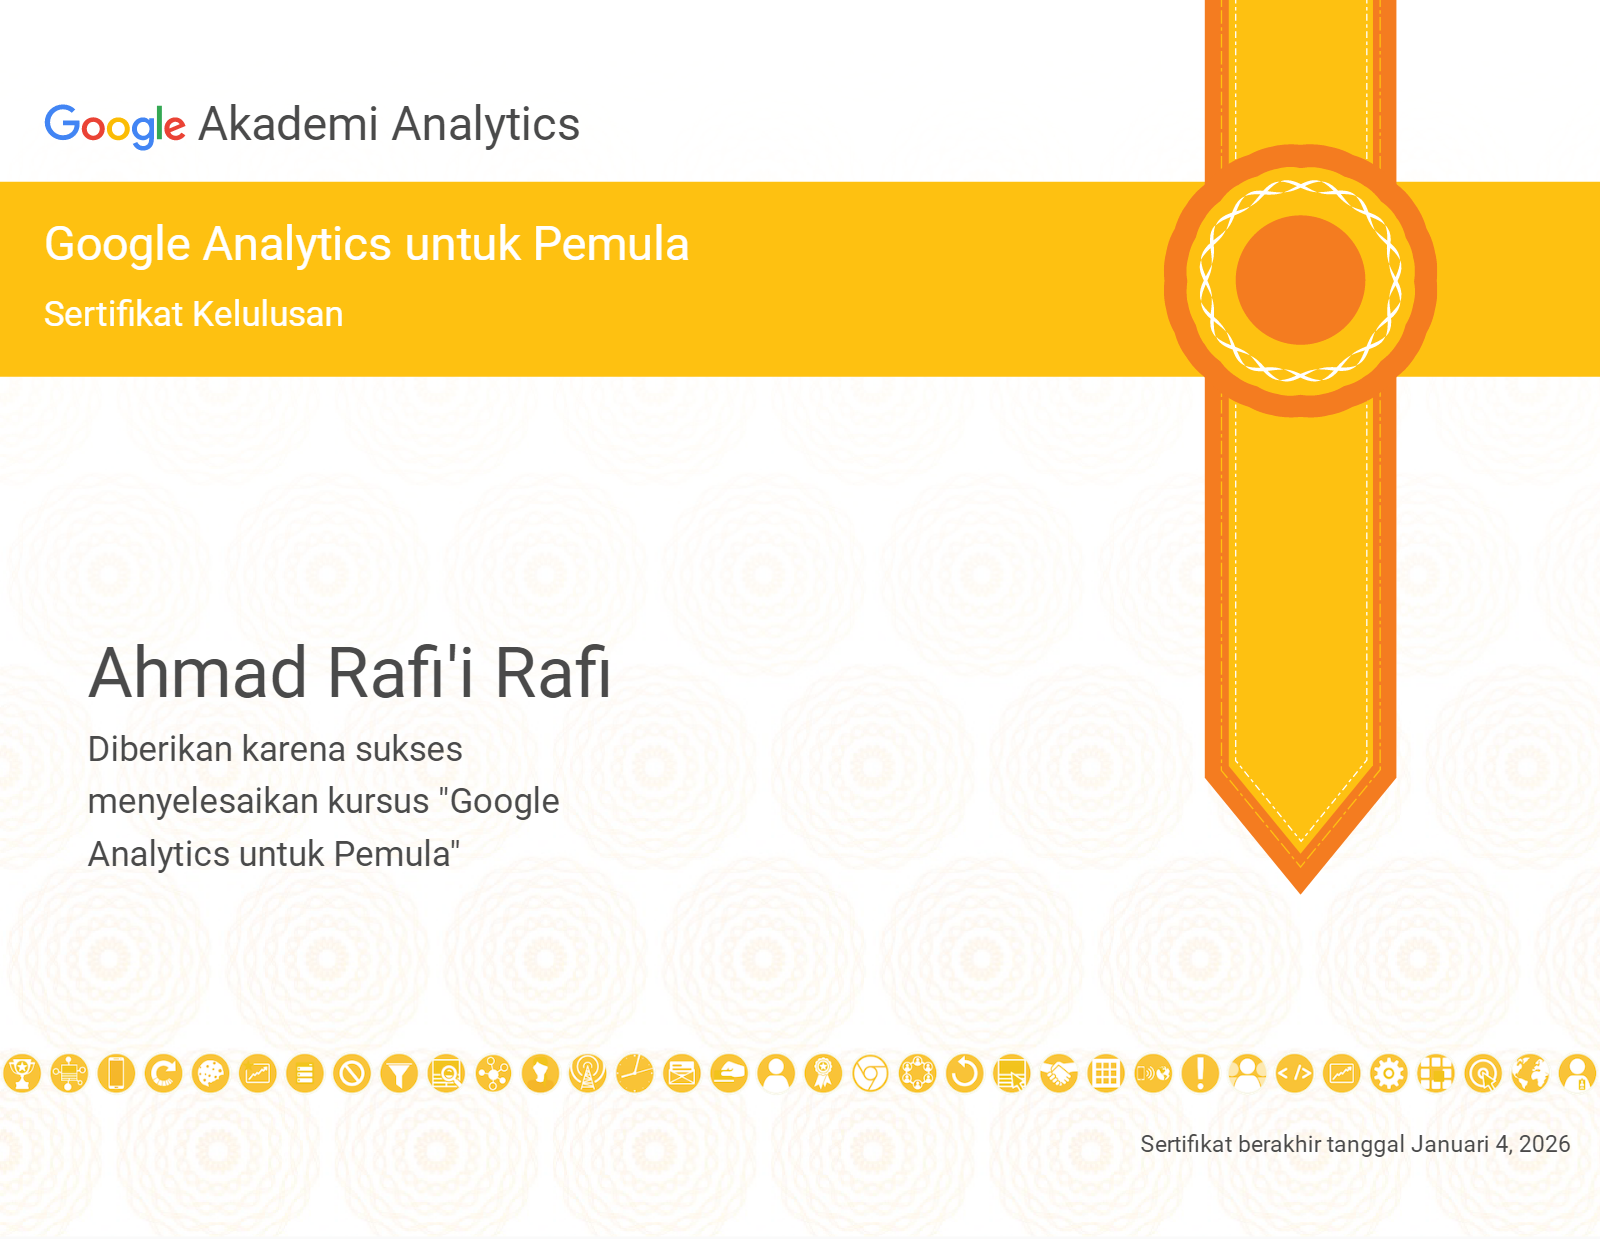 Google Akademi Analytics
Google Analytics untuk Pemula
Sertifikat Kelulusan
Ahmad Rafi'i Rafi
Diberikan karena sukses
menyelesaikan kursus "Google
Analytics untuk Pemula"
Sertifikat berakhir tanggal Januari 4, 2026